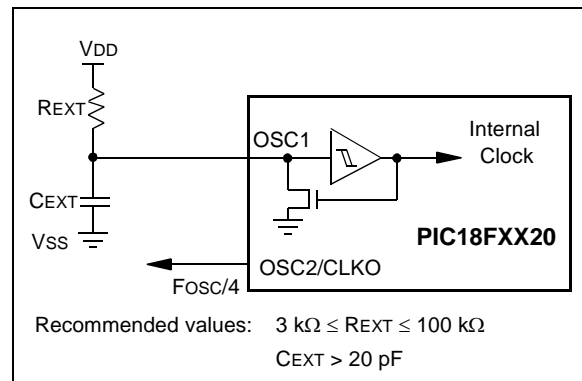 VDD
REXT
OSC1
Internal
Clock
CEXT
VSS
PIC18FXX20
OSC2/CLKO
FOSC/4
Recommended values: 3 kΩ ≤ REXT ≤ 100 kΩ
CEXT > 20 pF